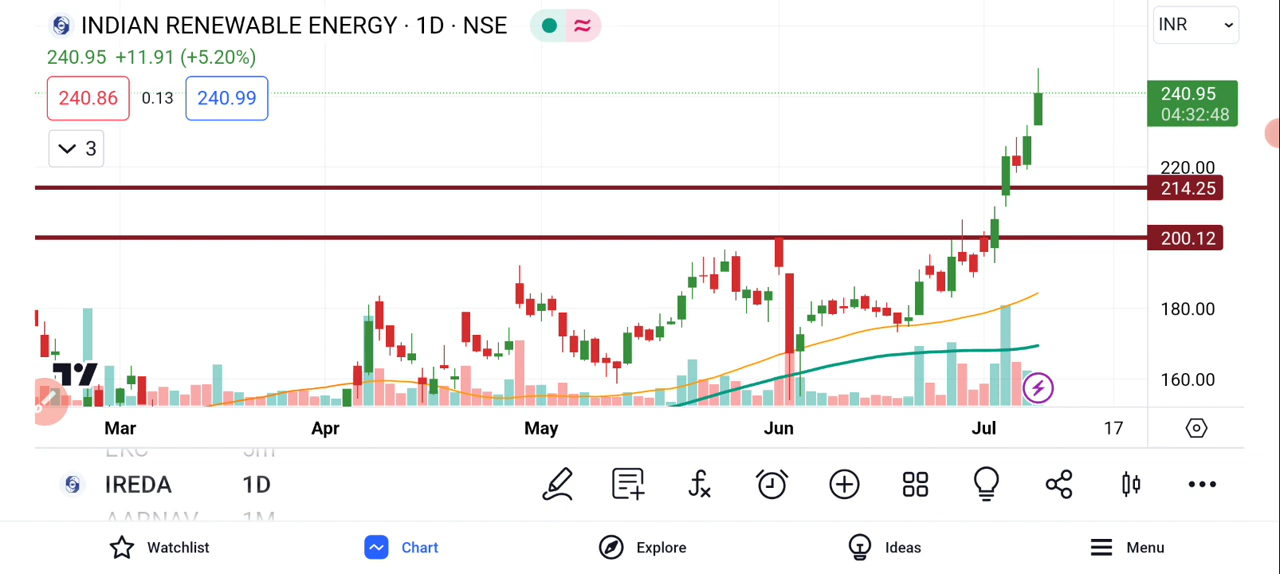 INDIAN RENEWABLE ENERGY · 1D · NSE
INR
240.95 +11.91 (+5.20%)
240.86 0.13 240.99
240.95
04:32:48
3
220.00
214.25
200.12
180.00
160.00
Mar Apr May Jun Jul 17
IREDA 1D
AARNAV 1M
Watchlist Chart Explore Ideas Menu